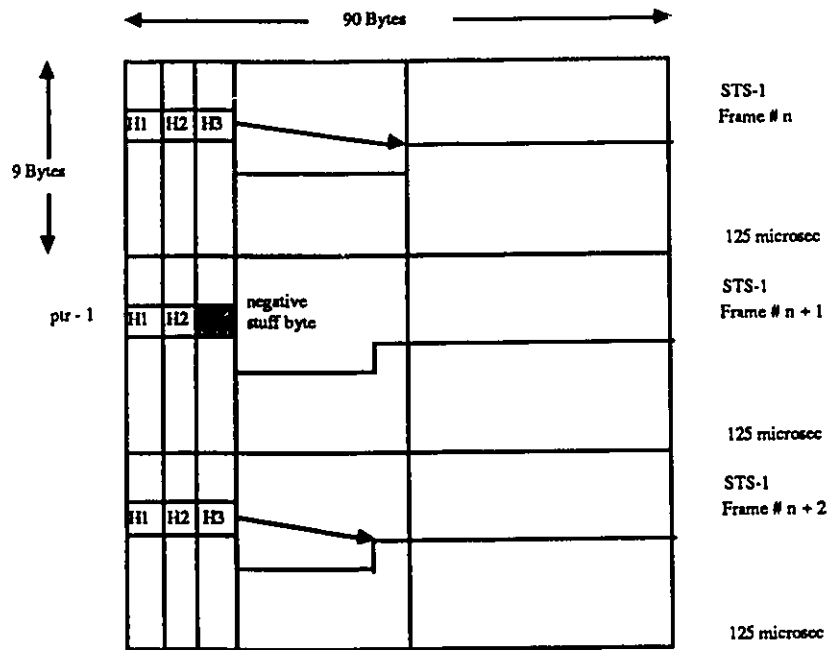 90 Bytes
STS-1
Frame # n
H1 H2 H3
9 Bytes
125 microsec
STS-1
Frame # n + 1
ptr - 1
H1 H2
negative
stuff byte
125 microsec
STS-1
Frame # n + 2
H1 H2 H3
125 microsec